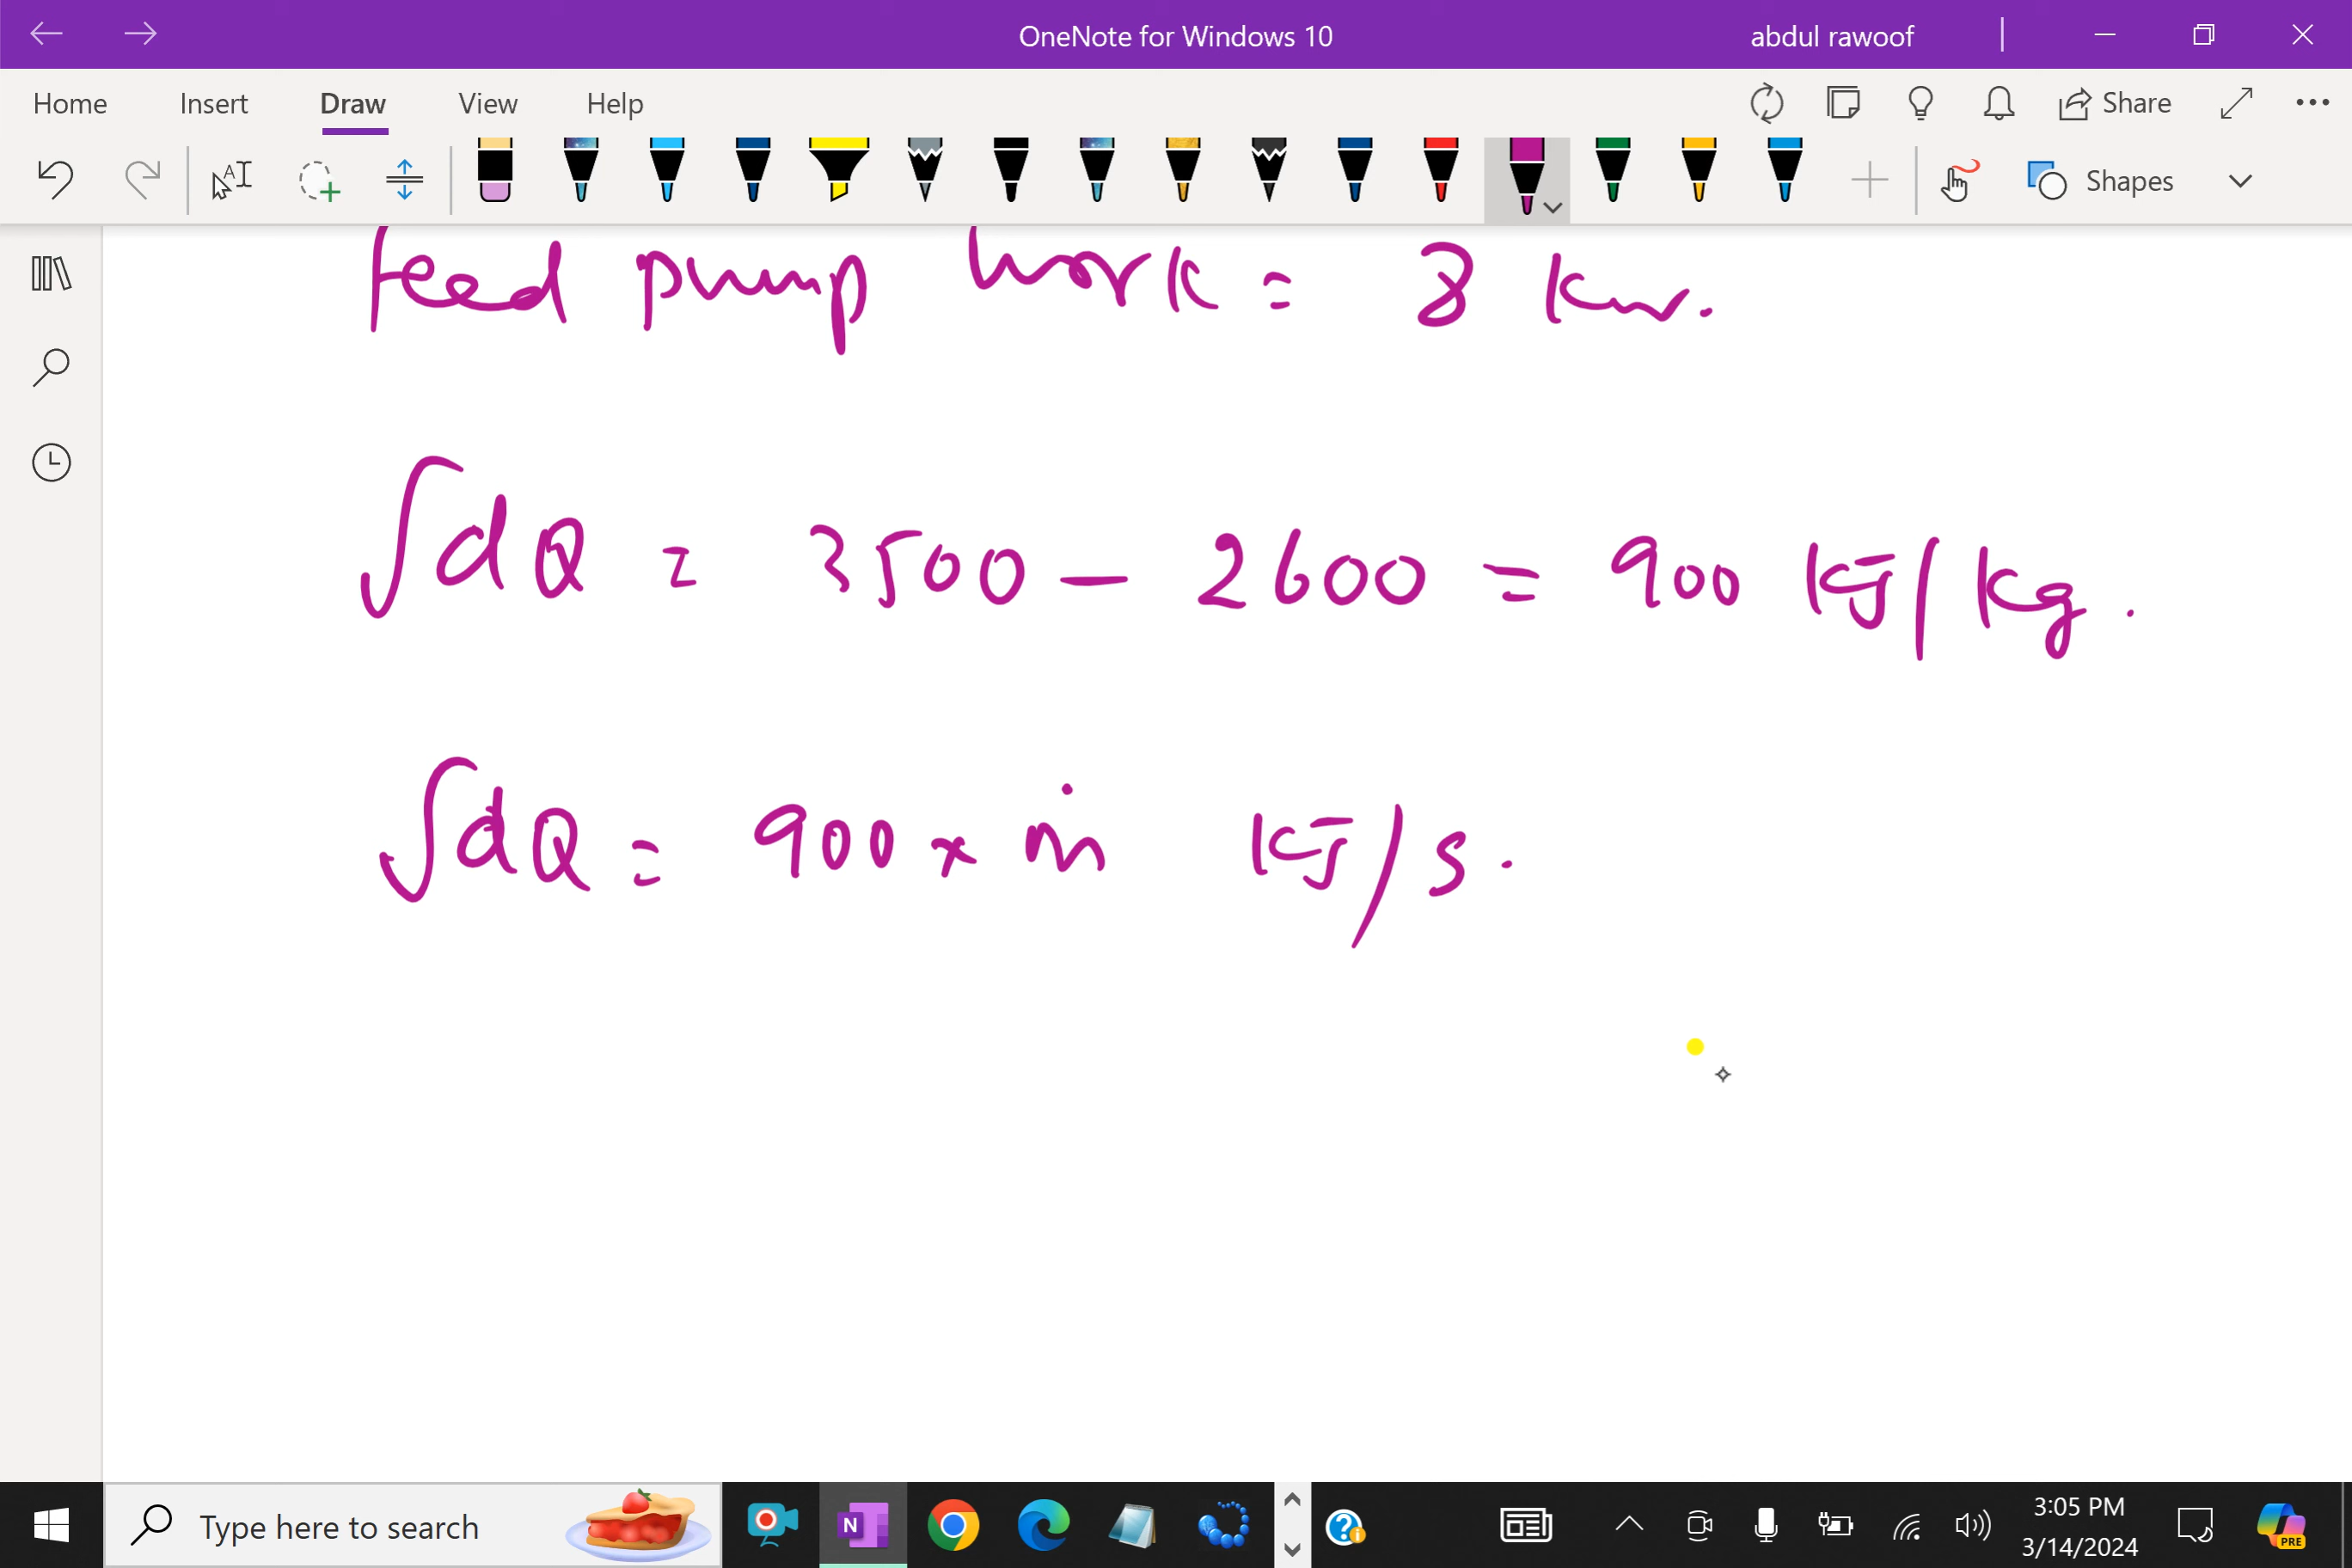 OneNote for Windows 10
abdul rawoof
Home Insert Draw View Help
Share
Shapes
Feed pump work = 8 kw.
∫dQ = 3500 - 2600 = 900 kJ/kg.
∫dQ = 900 × ṁ kJ/s.
Type here to search
N
3:05 PM
3/14/2024
PRE